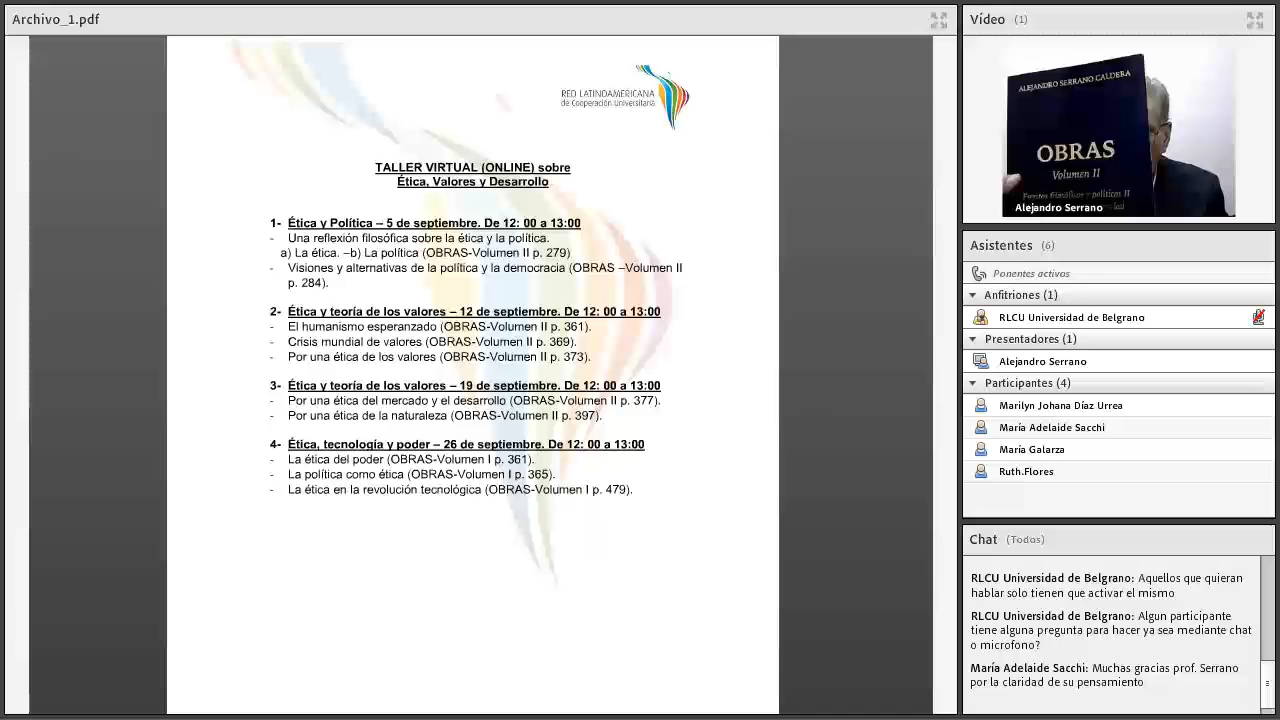 Archivo_1.pdf
RED LATINOAMERICANA
de Cooperación Universitaria
TALLER VIRTUAL (ONLINE) sobre
Ética, Valores y Desarrollo
1- Ética y Política – 5 de septiembre. De 12: 00 a 13:00
- Una reflexión filosófica sobre la ética y la política.
a) La ética. –b) La política (OBRAS-Volumen II p. 279)
- Visiones y alternativas de la política y la democracia (OBRAS –Volumen II
p. 284).
2- Ética y teoría de los valores – 12 de septiembre. De 12: 00 a 13:00
- El humanismo esperanzado (OBRAS-Volumen II p. 361).
- Crisis mundial de valores (OBRAS-Volumen II p. 369).
- Por una ética de los valores (OBRAS-Volumen II p. 373).
3- Ética y teoría de los valores – 19 de septiembre. De 12: 00 a 13:00
- Por una ética del mercado y el desarrollo (OBRAS-Volumen II p. 377).
- Por una ética de la naturaleza (OBRAS-Volumen II p. 397).
4- Ética, tecnología y poder – 26 de septiembre. De 12: 00 a 13:00
- La ética del poder (OBRAS-Volumen I p. 361).
- La política como ética (OBRAS-Volumen I p. 365).
- La ética en la revolución tecnológica (OBRAS-Volumen I p. 479).
Vídeo (1)
ALEJANDRO SERRANO CALDERA
OBRAS
Volumen II
Escritos filosóficos y políticos II
Alejandro Serrano
Asistentes (6)
Ponentes activos
Anfitriones (1)
RLCU Universidad de Belgrano
Presentadores (1)
Alejandro Serrano
Participantes (4)
Marilyn Johana Díaz Urrea
María Adelaide Sacchi
María Galarza
Ruth.Flores
Chat (Todos)
RLCU Universidad de Belgrano: Aquellos que quieran
hablar solo tienen que activar el mismo
RLCU Universidad de Belgrano: Algun participante
tiene alguna pregunta para hacer ya sea mediante chat
o microfono?
María Adelaide Sacchi: Muchas gracias prof. Serrano
por la claridad de su pensamiento